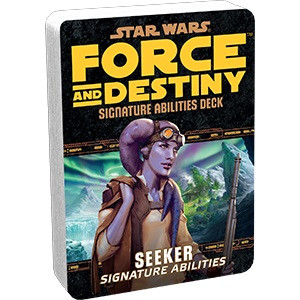 STAR WARS
FORCE
AND DESTINY
SIGNATURE ABILITIES DECK
SEEKER
SIGNATURE ABILITIES